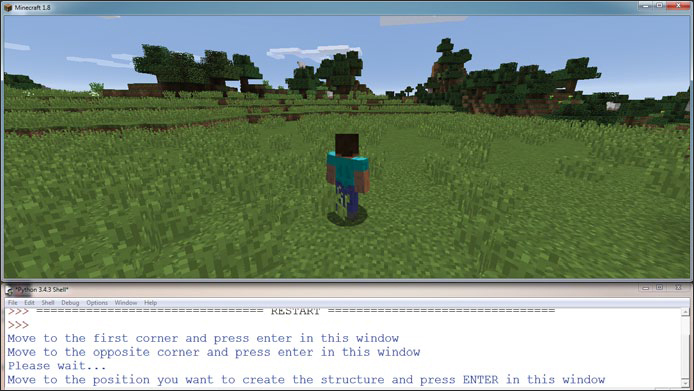 Minecraft 1.8
*Python 3.4.3 Shell*
File Edit Shell Debug Options Window Help
>>> ================================ RESTART ================================
>>>
Move to the first corner and press enter in this window
Move to the opposite corner and press enter in this window
Please wait...
Move to the position you want to create the structure and press ENTER in this window